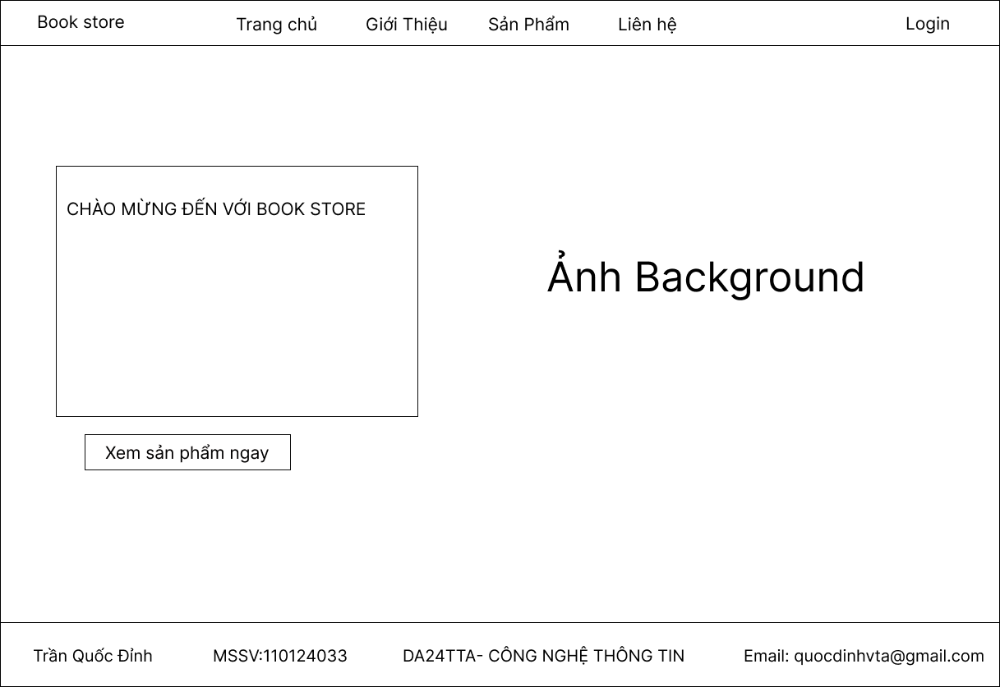 Book store
Trang chủ
Giới Thiệu
Sản Phẩm
Liên hệ
Login
CHÀO MỪNG ĐẾN VỚI BOOK STORE
Ảnh Background
Xem sản phẩm ngay
Trần Quốc Đỉnh
MSSV:110124033
DA24TTA- CÔNG NGHỆ THÔNG TIN
Email: quocdinhvta@gmail.com